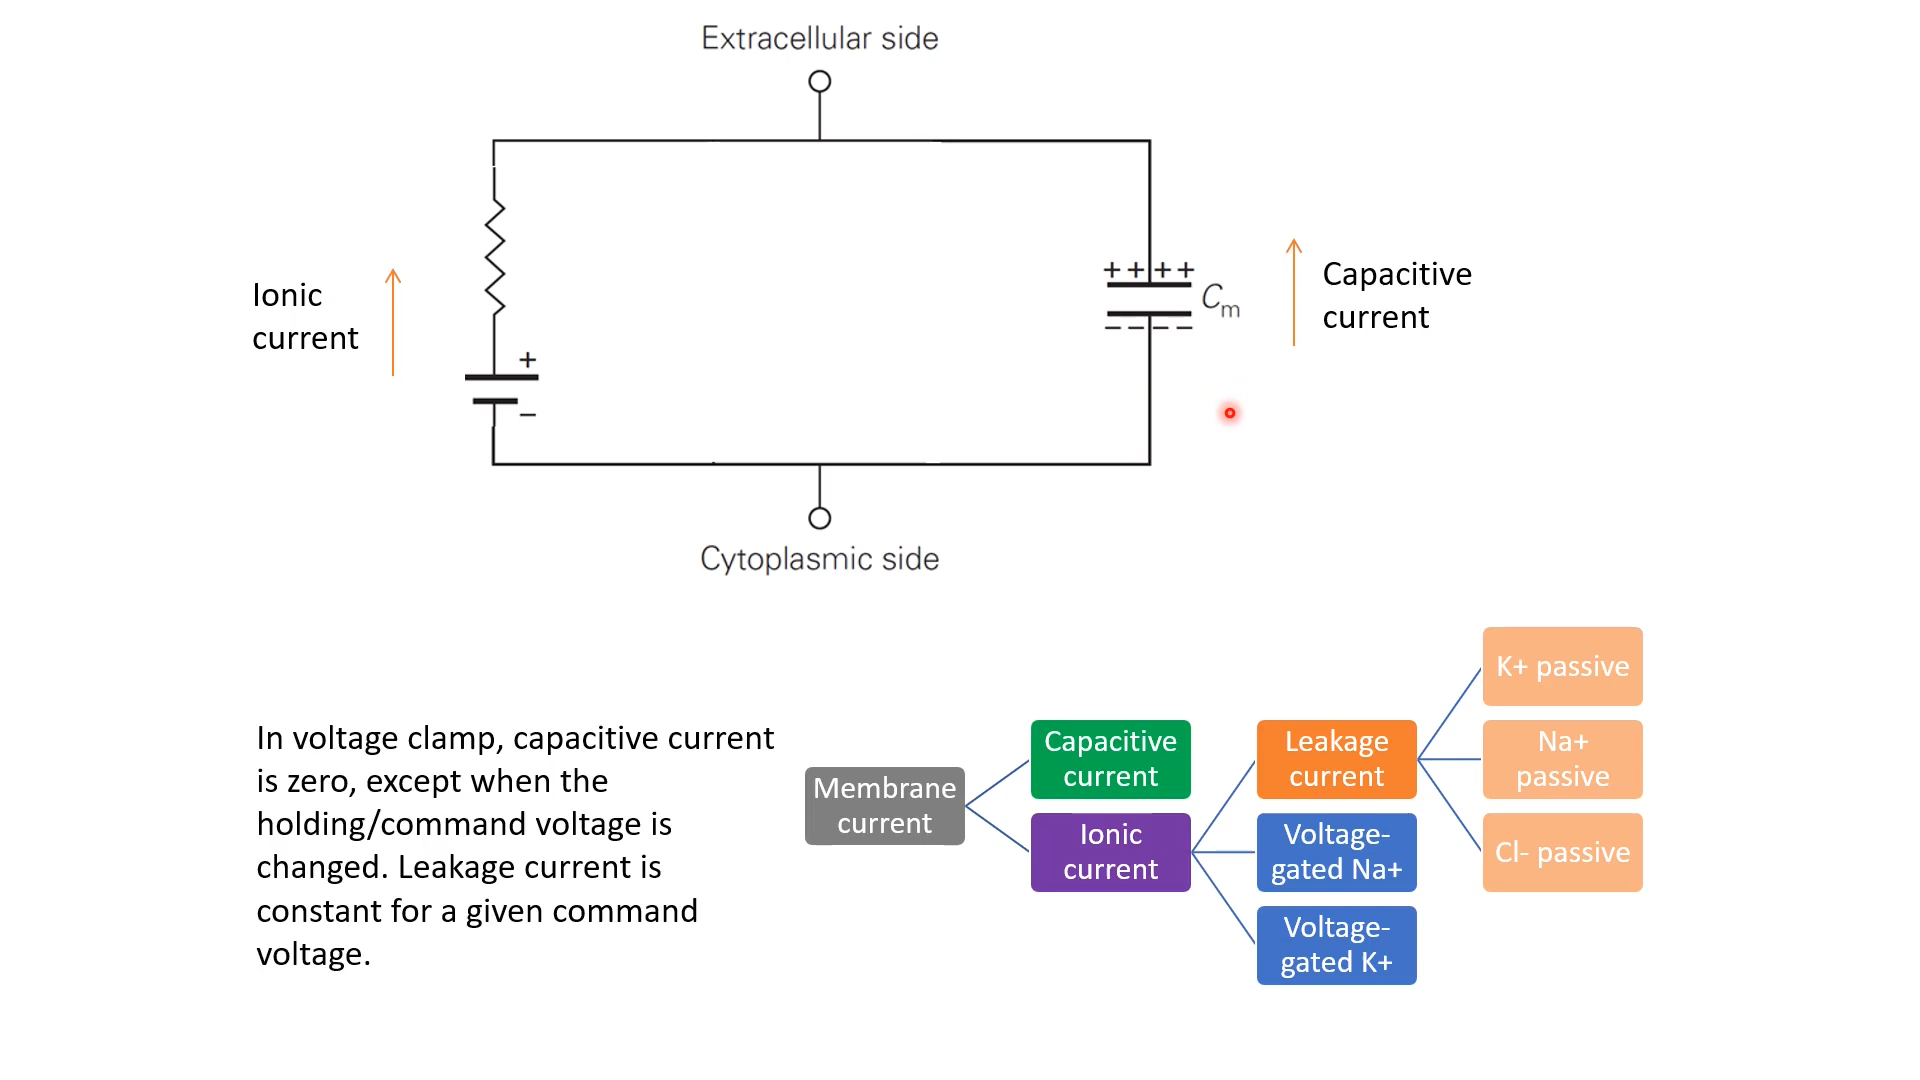 Extracellular side
Ionic
current
+
−
++++
− − − −
Cm
Capacitive
current
Cytoplasmic side
In voltage clamp, capacitive current
is zero, except when the
holding/command voltage is
changed. Leakage current is
constant for a given command
voltage.
Membrane
current
Capacitive
current
Ionic
current
Leakage
current
Voltage-
gated Na+
Voltage-
gated K+
K+ passive
Na+
passive
Cl- passive